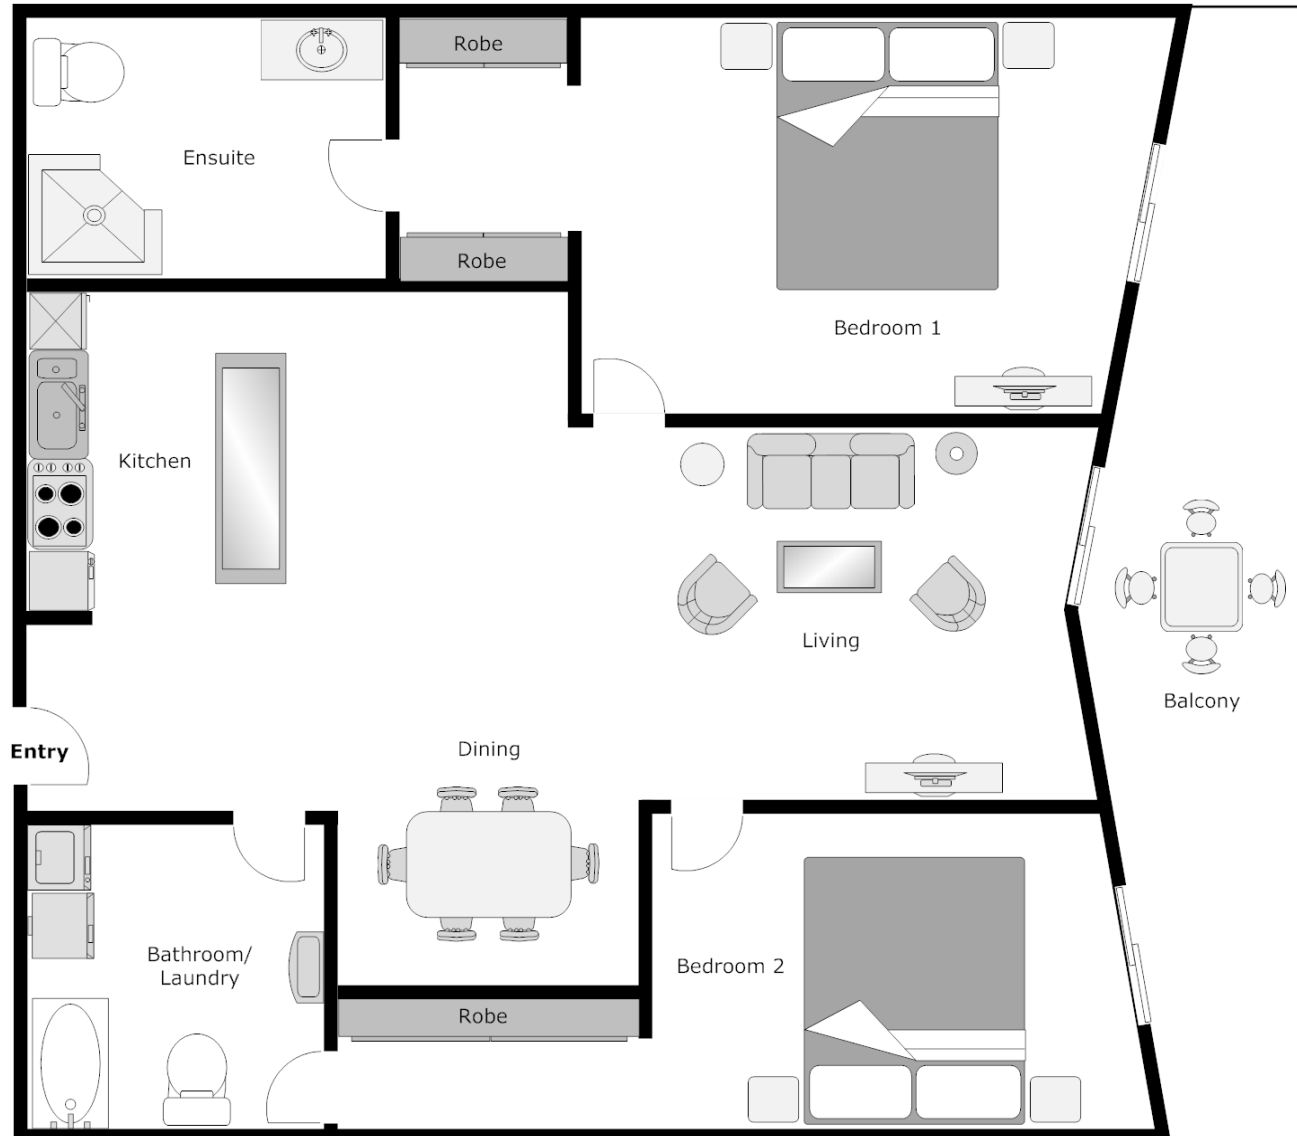 Robe
Ensuite
Robe
Bedroom 1
Kitchen
Living
Balcony
Entry
Dining
Bathroom/
Laundry
Bedroom 2
Robe